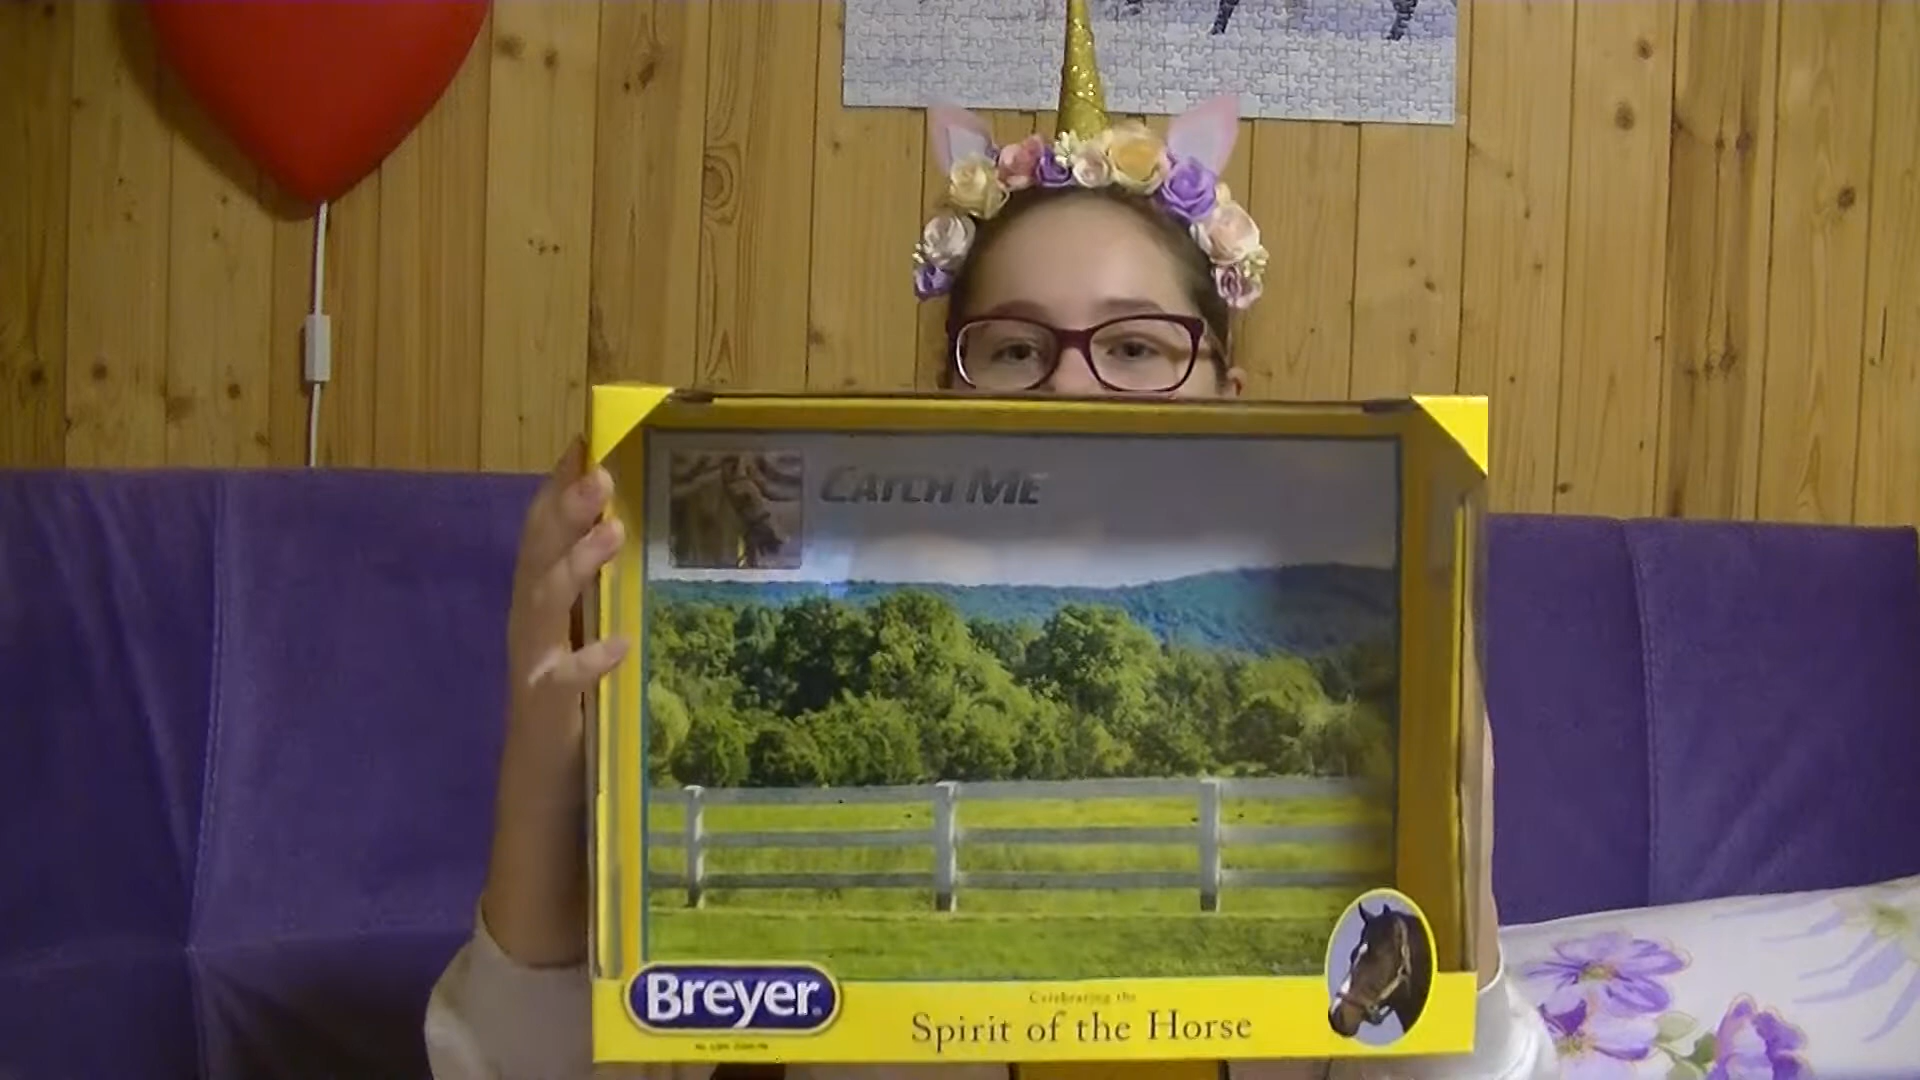 CATCH ME
Breyer®
Celebrating the
Spirit of the Horse